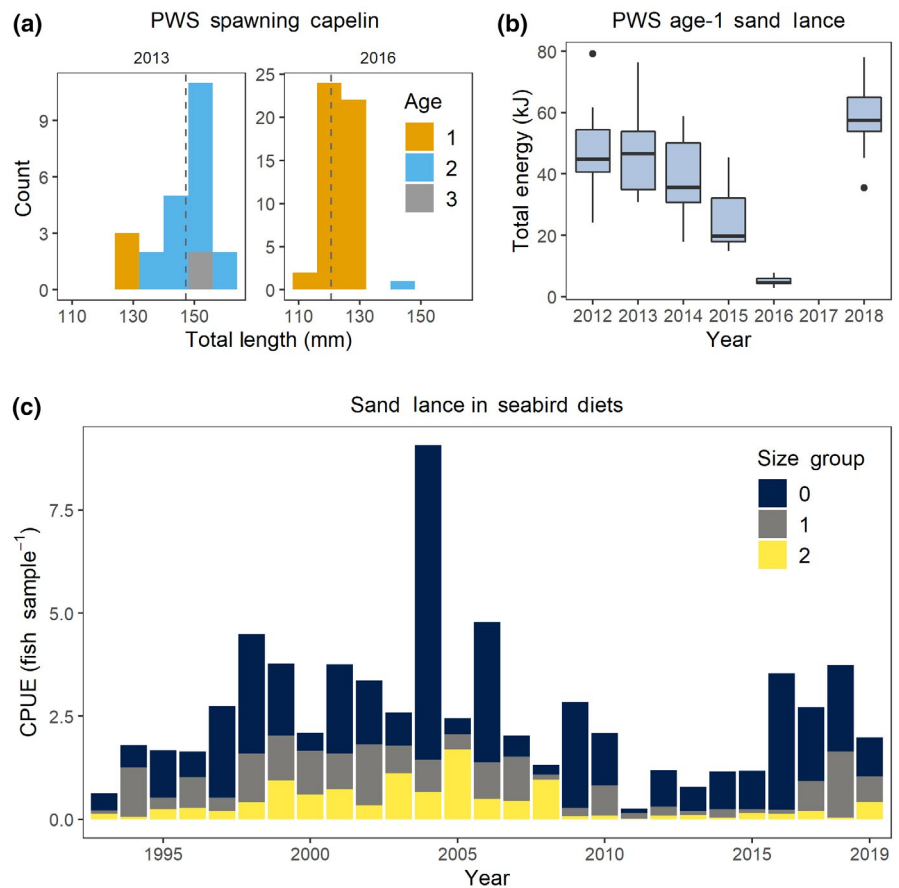 (a) PWS spawning capelin
2013 2016
Count
9
6
3
0
110 130 150
25
20
15
10
5
0
110 130 150
Age
1
2
3
Total length (mm)
(b) PWS age-1 sand lance
Total energy (kJ)
80
60
40
20
0
2012 2013 2014 2015 2016 2017 2018
Year
(c) Sand lance in seabird diets
CPUE (fish sample⁻¹)
7.5
5.0
2.5
0.0
Size group
0
1
2
1995 2000 2005 2010 2015 2019
Year